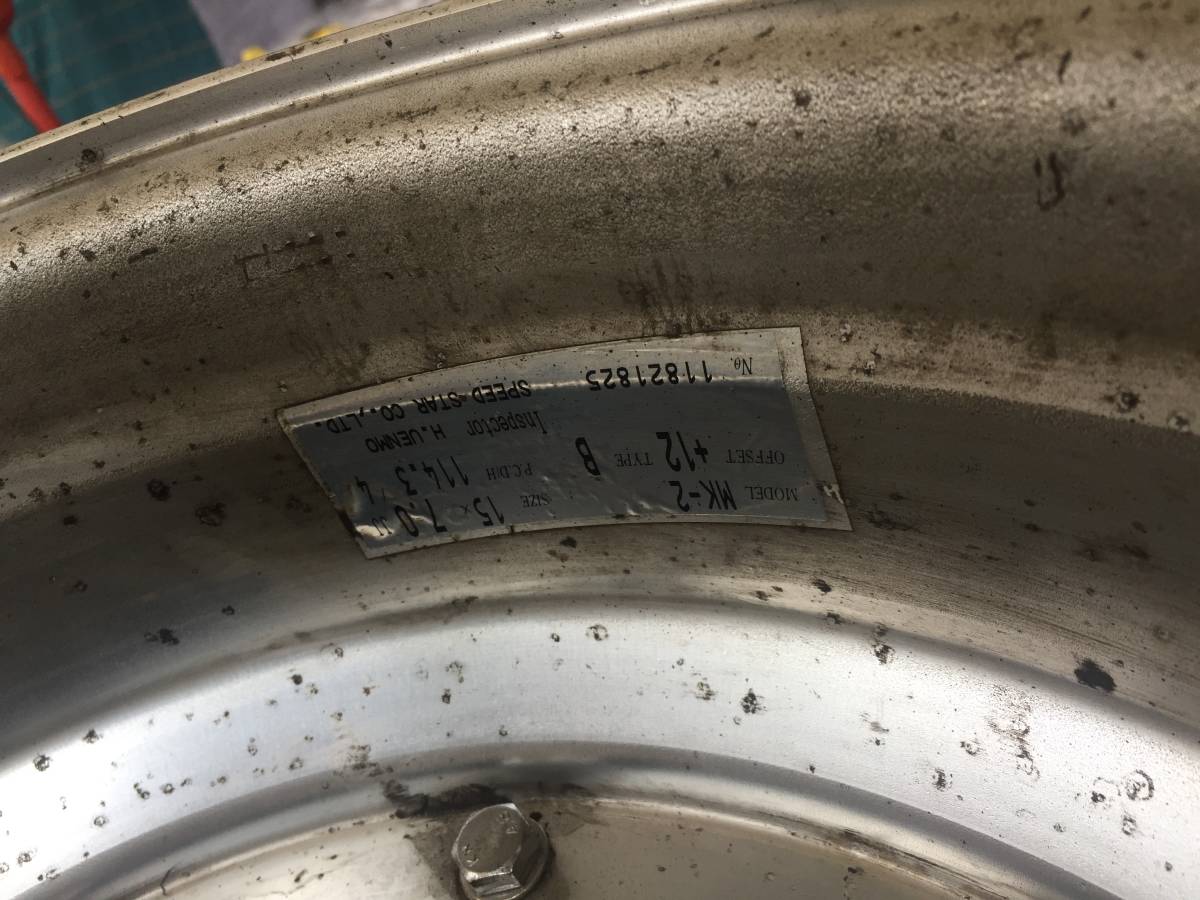 MODEL MK-2 SIZE 15 x 7.0 JJ
OFFSET +12 TYPE B P.C.D/H 114.3 / 4
Inspector H.UENMO
No. 11821825 SPEED STAR CO.,LTD.